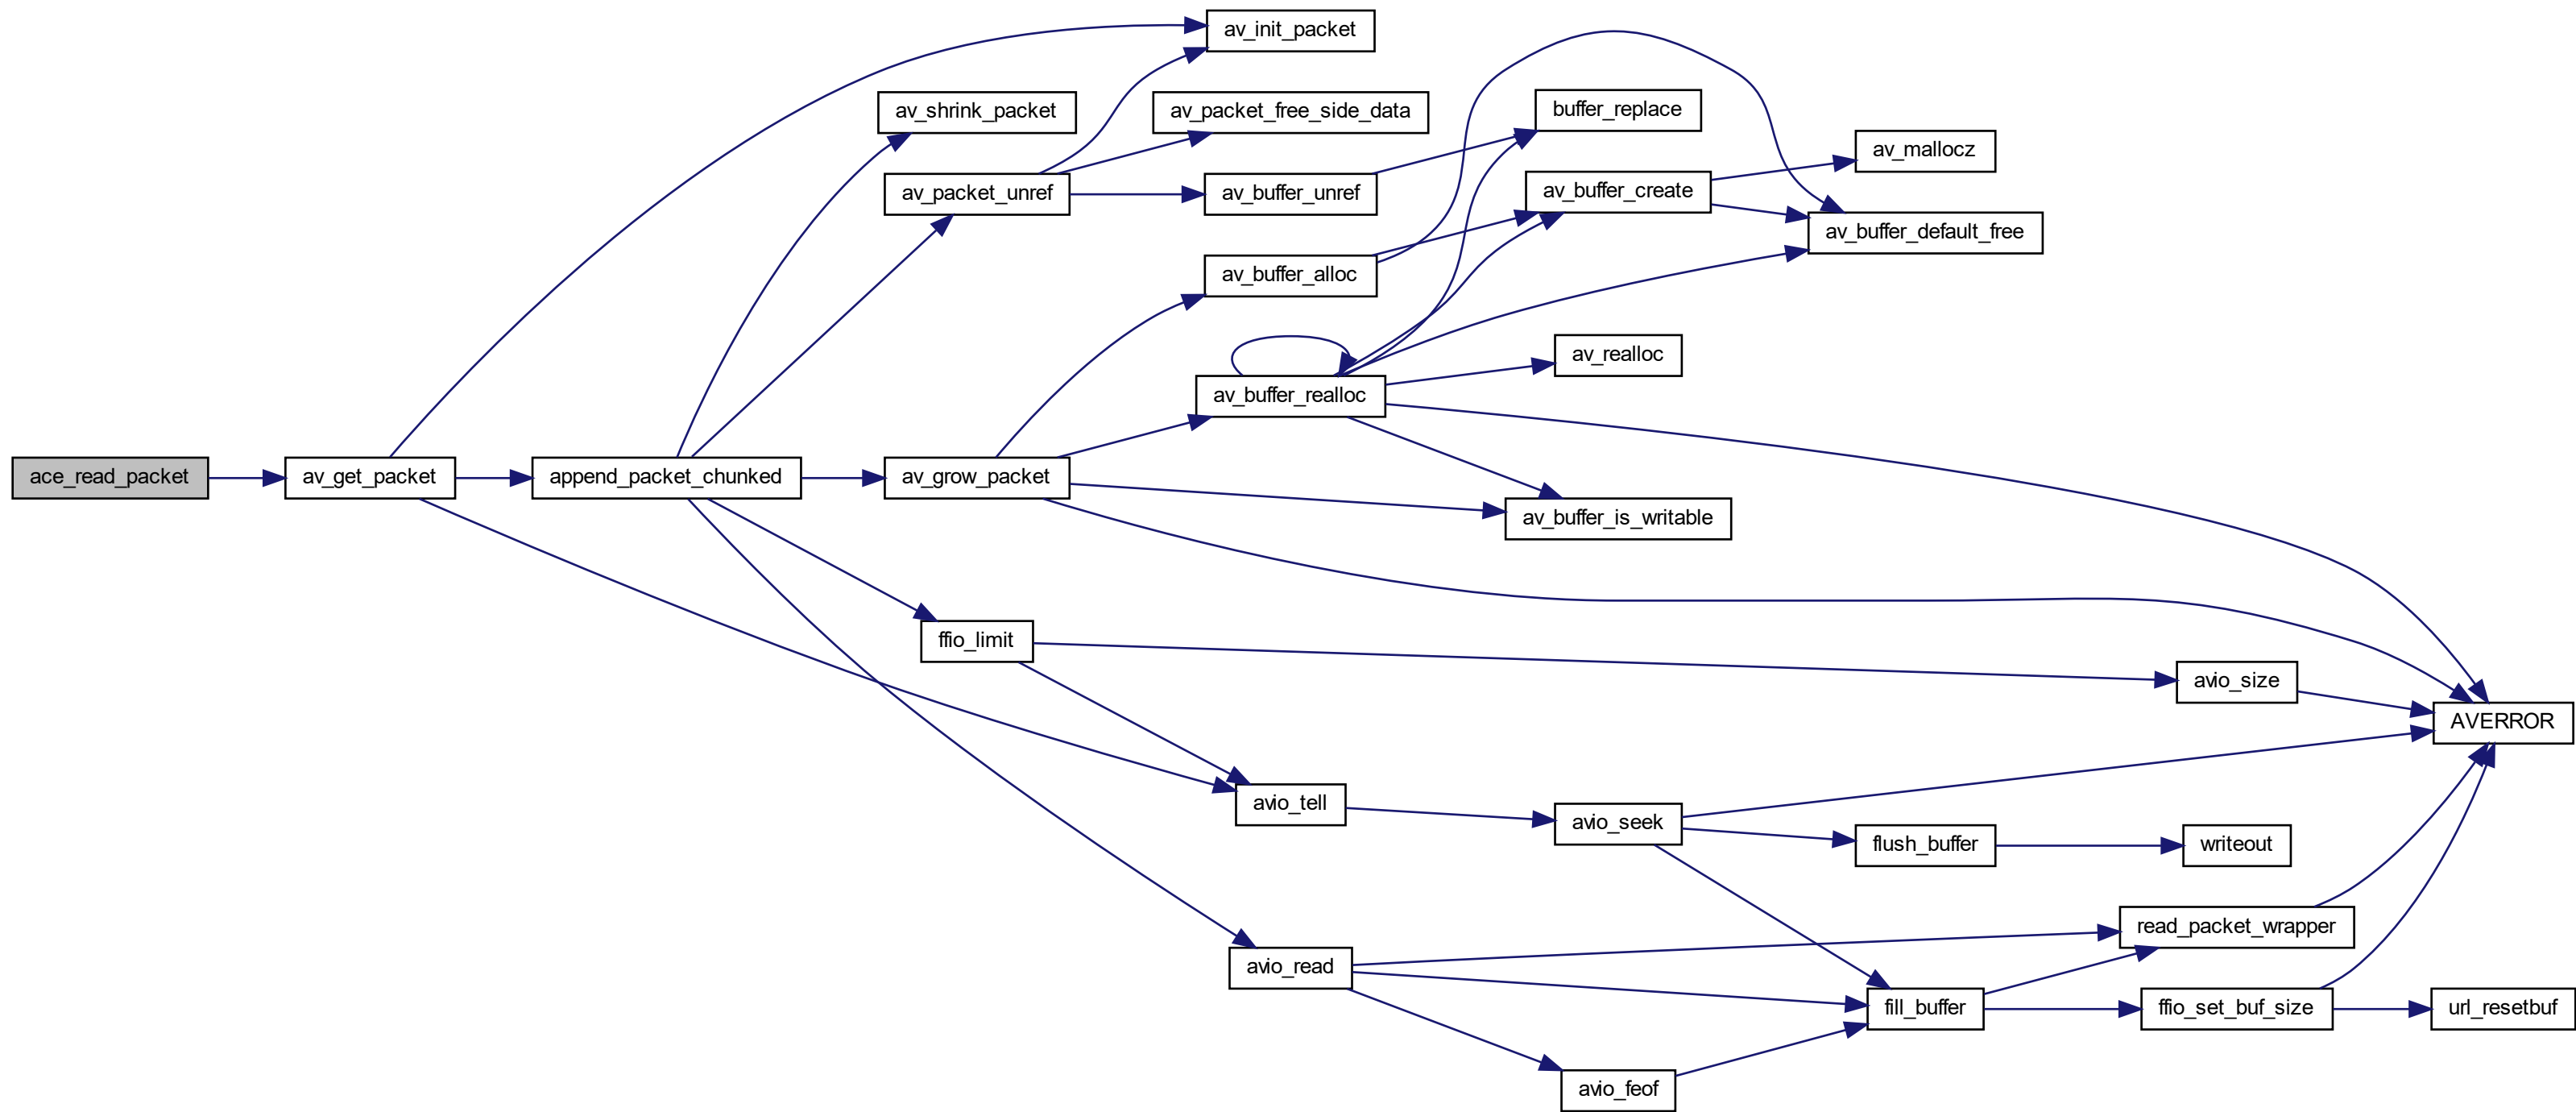 av_init_packet
av_shrink_packet
av_packet_free_side_data
buffer_replace
av_mallocz
av_packet_unref
av_buffer_unref
av_buffer_create
av_buffer_default_free
av_buffer_alloc
av_realloc
av_buffer_realloc
ace_read_packet
av_get_packet
append_packet_chunked
av_grow_packet
av_buffer_is_writable
ffio_limit
avio_size
AVERROR
avio_tell
avio_seek
flush_buffer
writeout
read_packet_wrapper
avio_read
fill_buffer
ffio_set_buf_size
url_resetbuf
avio_feof